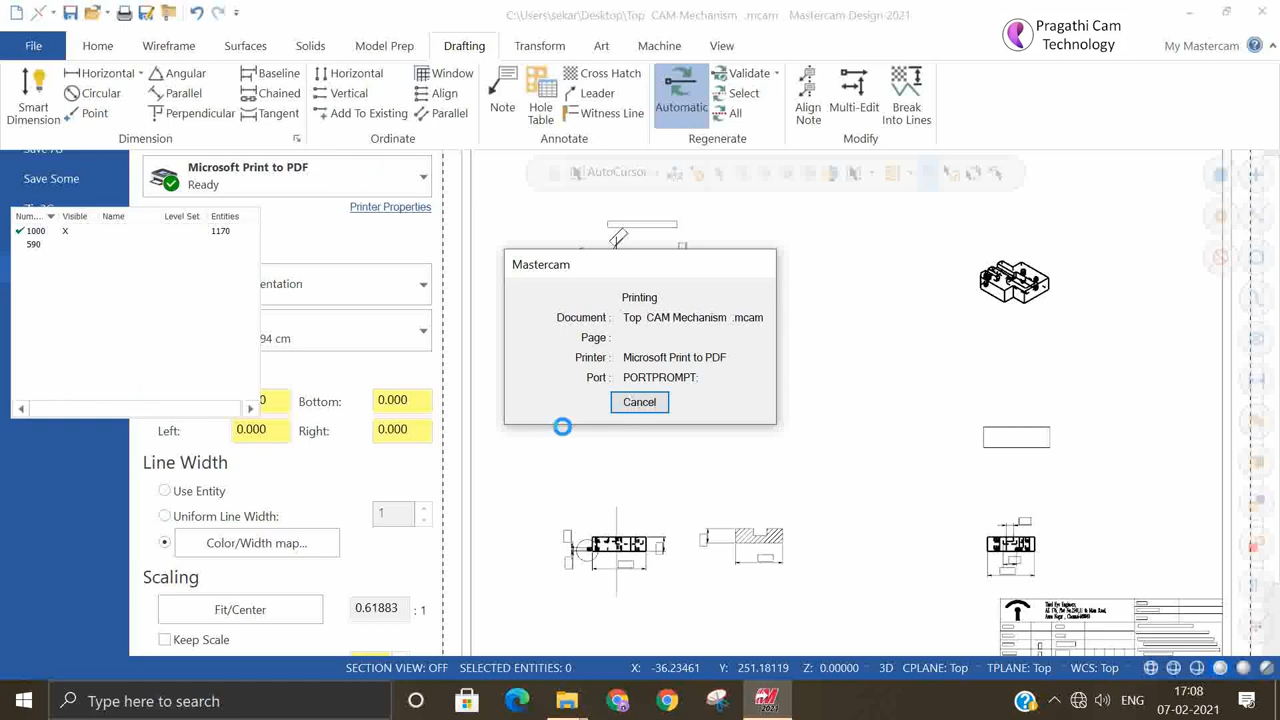 C:\Users\sekar\Desktop\Top CAM Mechanism .mcam - Mastercam Design 2021
Pragathi Cam
Technology
File
Home
Wireframe
Surfaces
Solids
Model Prep
Drafting
Transform
Art
Machine
View
My Mastercam
Smart
Dimension
Horizontal
Circular
Point
Angular
Parallel
Perpendicular
Baseline
Chained
Tangent
Dimension
Horizontal
Vertical
Add To Existing
Window
Align
Parallel
Ordinate
Note
Hole
Table
Cross Hatch
Leader
Witness Line
Annotate
Automatic
Validate
Select
All
Regenerate
Align
Note
Multi-Edit
Break
Into Lines
Modify
Save Some
Microsoft Print to PDF
Ready
Printer Properties
AutoCursor
Num...
Visible
Name
Level Set
Entities
1000
X
1170
590
entation
94 cm
Bottom:
0.000
Left:
0.000
Right:
0.000
Line Width
Use Entity
Uniform Line Width:
1
Color/Width map...
Scaling
Fit/Center
0.61883
: 1
Keep Scale
Mastercam
Printing
Document : Top CAM Mechanism .mcam
Page :
Printer : Microsoft Print to PDF
Port : PORTPROMPT:
Cancel
Third Eye Engineers,
SECTION VIEW: OFF
SELECTED ENTITIES: 0
X: -36.23461
Y: 251.18119
Z: 0.00000
3D
CPLANE: Top
TPLANE: Top
WCS: Top
Type here to search
2021
ENG
17:08
07-02-2021